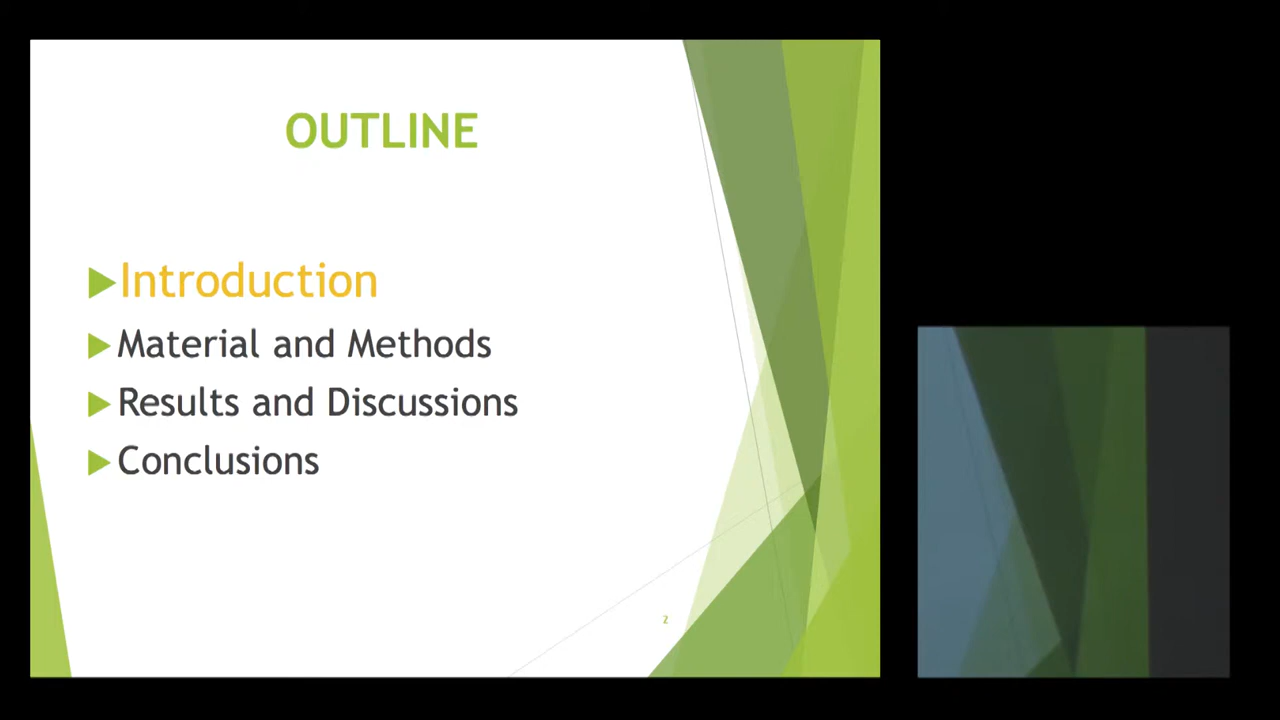 OUTLINE
Introduction
Material and Methods
Results and Discussions
Conclusions
2